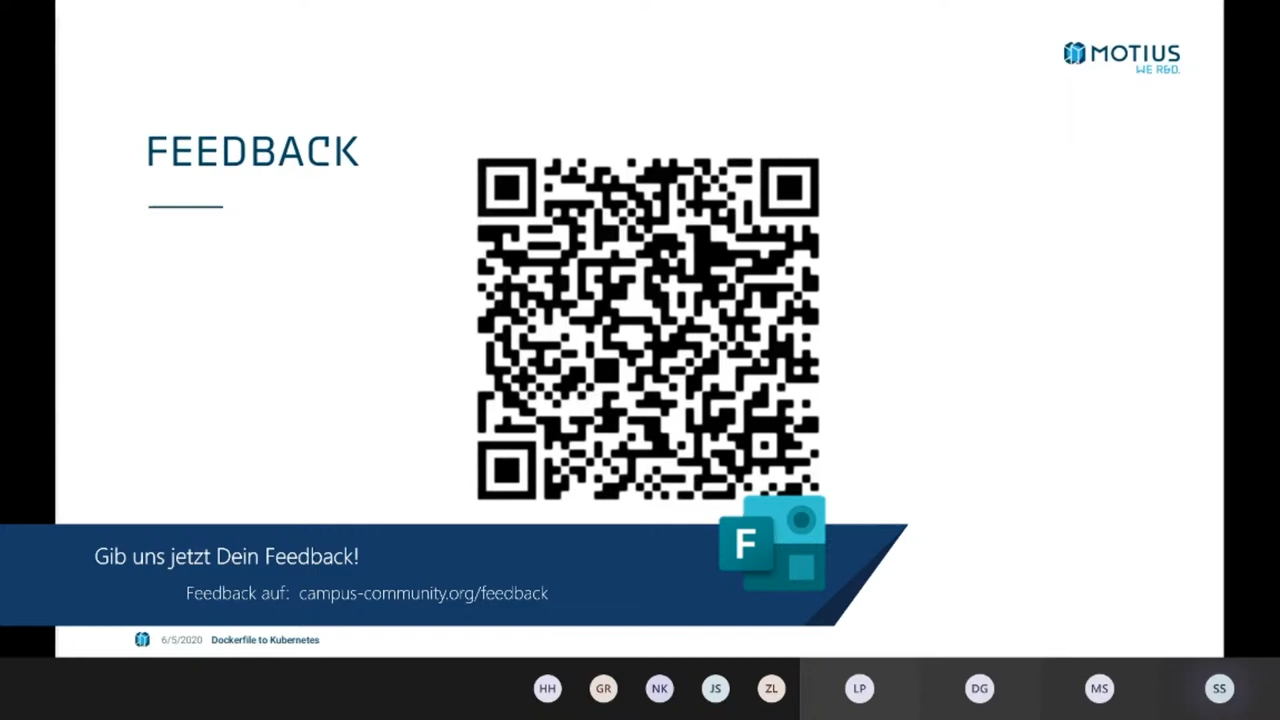 MOTIUS
WE R&D.
FEEDBACK
F
Gib uns jetzt Dein Feedback!
Feedback auf: campus-community.org/feedback
6/5/2020 Dockerfile to Kubernetes
HH GR NK JS ZL LP DG MS SS